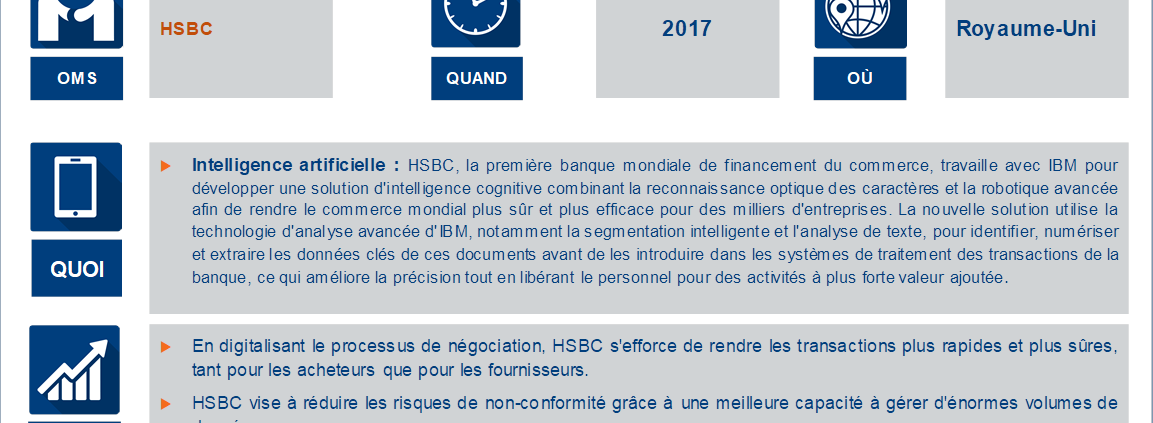 HSBC
2017
Royaume-Uni
OMS
QUAND
OÙ
Intelligence artificielle : HSBC, la première banque mondiale de financement du commerce, travaille avec IBM pour
développer une solution d'intelligence cognitive combinant la reconnaissance optique des caractères et la robotique avancée
afin de rendre le commerce mondial plus sûr et plus efficace pour des milliers d'entreprises. La nouvelle solution utilise la
technologie d'analyse avancée d'IBM, notamment la segmentation intelligente et l'analyse de texte, pour identifier, numériser
et extraire les données clés de ces documents avant de les introduire dans les systèmes de traitement des transactions de la
banque, ce qui améliore la précision tout en libérant le personnel pour des activités à plus forte valeur ajoutée.
QUOI
En digitalisant le processus de négociation, HSBC s'efforce de rendre les transactions plus rapides et plus sûres,
tant pour les acheteurs que pour les fournisseurs.
HSBC vise à réduire les risques de non-conformité grâce à une meilleure capacité à gérer d'énormes volumes de